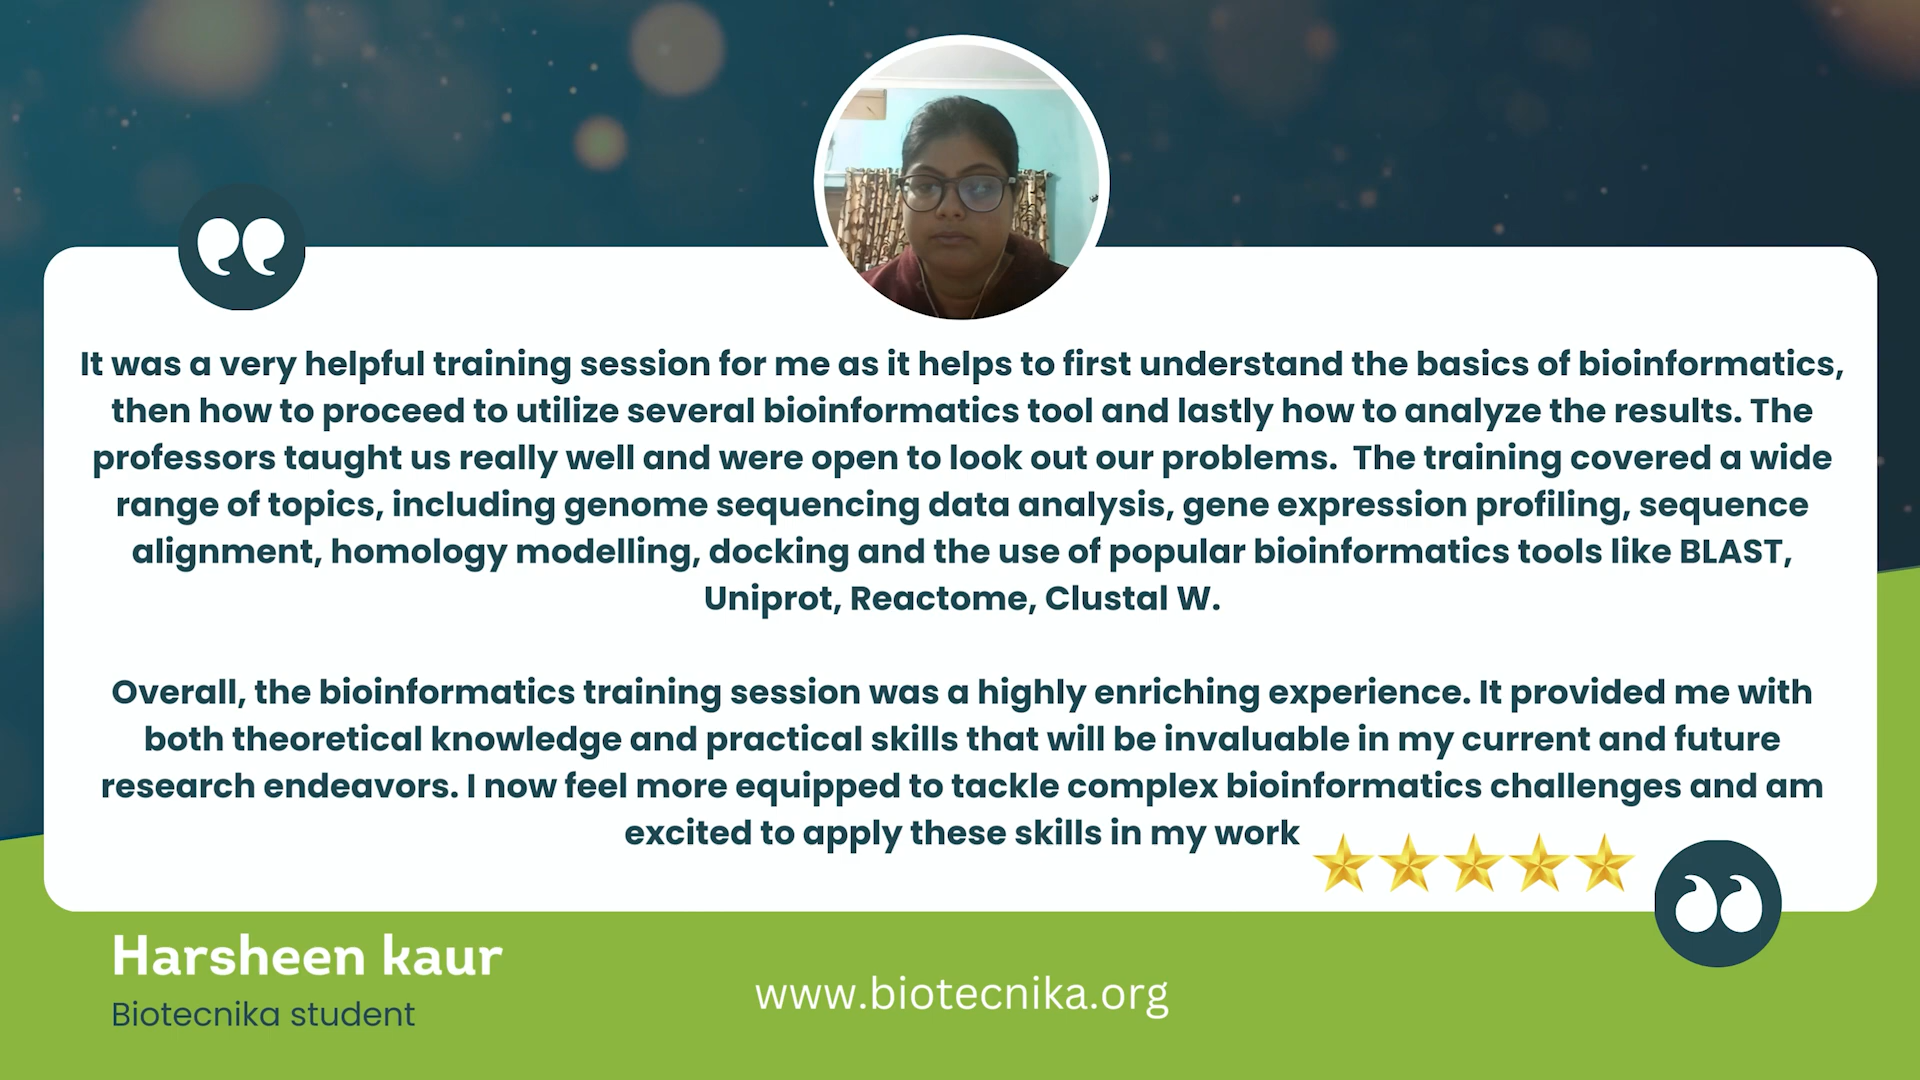 It was a very helpful training session for me as it helps to first understand the basics of bioinformatics,
then how to proceed to utilize several bioinformatics tool and lastly how to analyze the results. The
professors taught us really well and were open to look out our problems.  The training covered a wide
range of topics, including genome sequencing data analysis, gene expression profiling, sequence
alignment, homology modelling, docking and the use of popular bioinformatics tools like BLAST,
Uniprot, Reactome, Clustal W.
Overall, the bioinformatics training session was a highly enriching experience. It provided me with
both theoretical knowledge and practical skills that will be invaluable in my current and future
research endeavors. I now feel more equipped to tackle complex bioinformatics challenges and am
excited to apply these skills in my work
Harsheen kaur
Biotecnika student
www.biotecnika.org